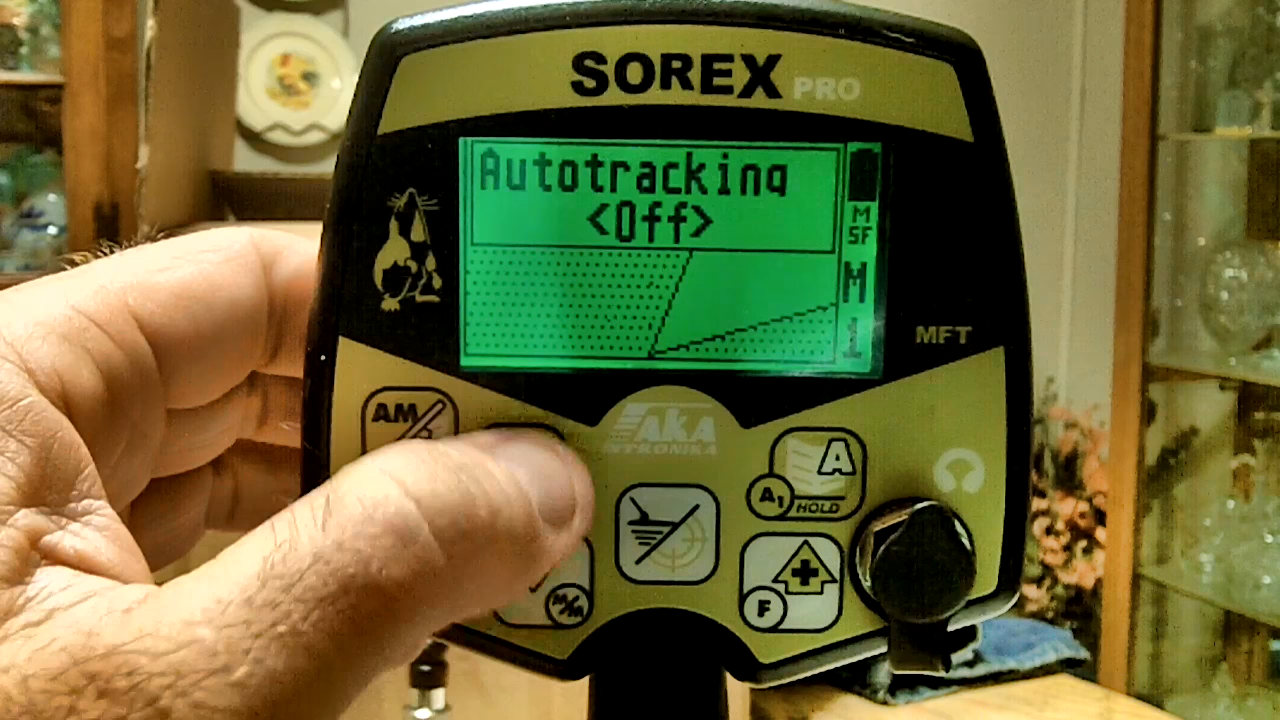 SOREX PRO
Autotracking
<Off>
M
SF
M
1
MFT
AM
AKA
A
A1 HOLD
M/m
F